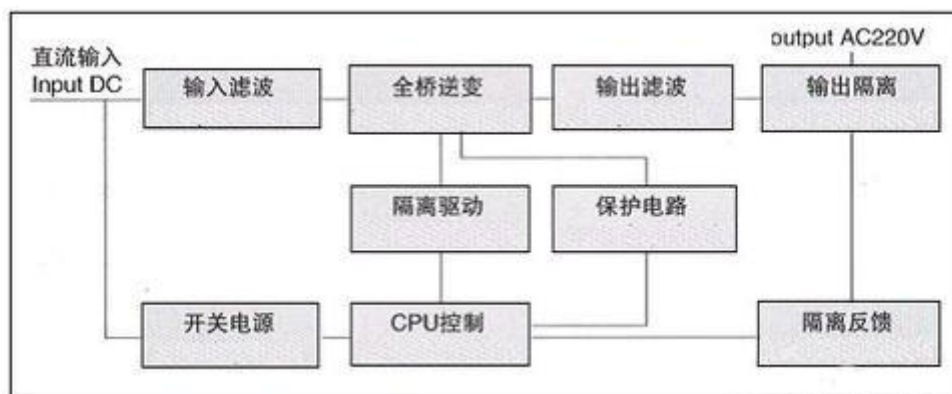 直流输入
Input DC
output AC220V
输入滤波
全桥逆变
输出滤波
输出隔离
隔离驱动
保护电路
开关电源
CPU控制
隔离反馈